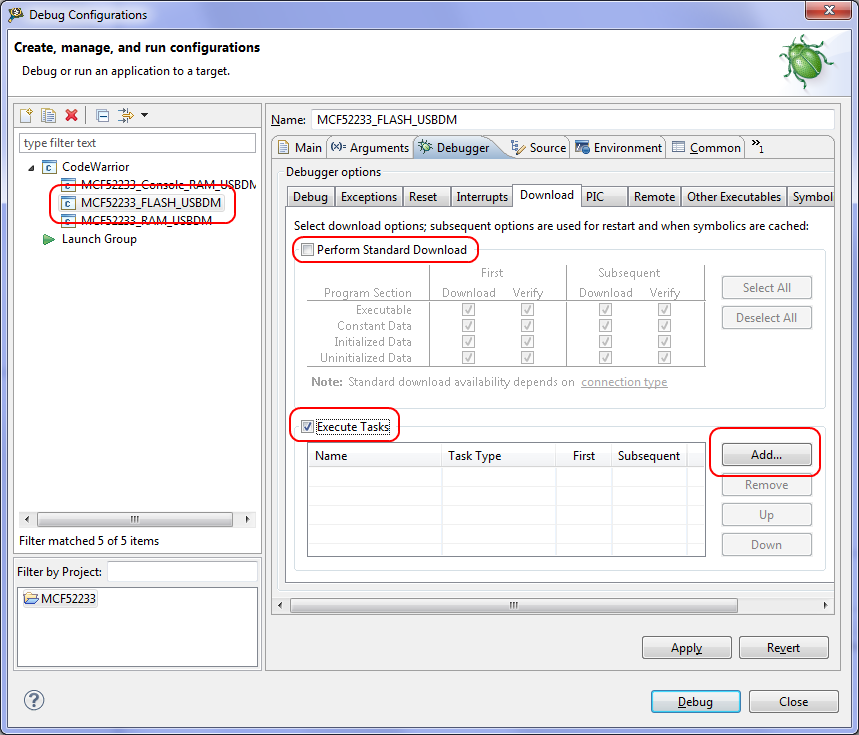 Debug Configurations
Create, manage, and run configurations
Debug or run an application to a target.
type filter text
CodeWarrior
MCF52233_Console_RAM_USBDM
MCF52233_FLASH_USBDM
MCF52233_RAM_USBDM
Launch Group
Filter matched 5 of 5 items
Filter by Project:
MCF52233
Name: MCF52233_FLASH_USBDM
Main (x)= Arguments Debugger Source Environment Common »1
Debugger options
Debug Exceptions Reset Interrupts Download PIC Remote Other Executables Symbol
Select download options; subsequent options are used for restart and when symbolics are cached:
Perform Standard Download
First Subsequent
Program Section Download Verify Download Verify
Executable
Constant Data
Initialized Data
Uninitialized Data
Select All
Deselect All
Note: Standard download availability depends on connection type
Execute Tasks
Name Task Type First Subsequent
Add...
Remove
Up
Down
Apply Revert
? Debug Close